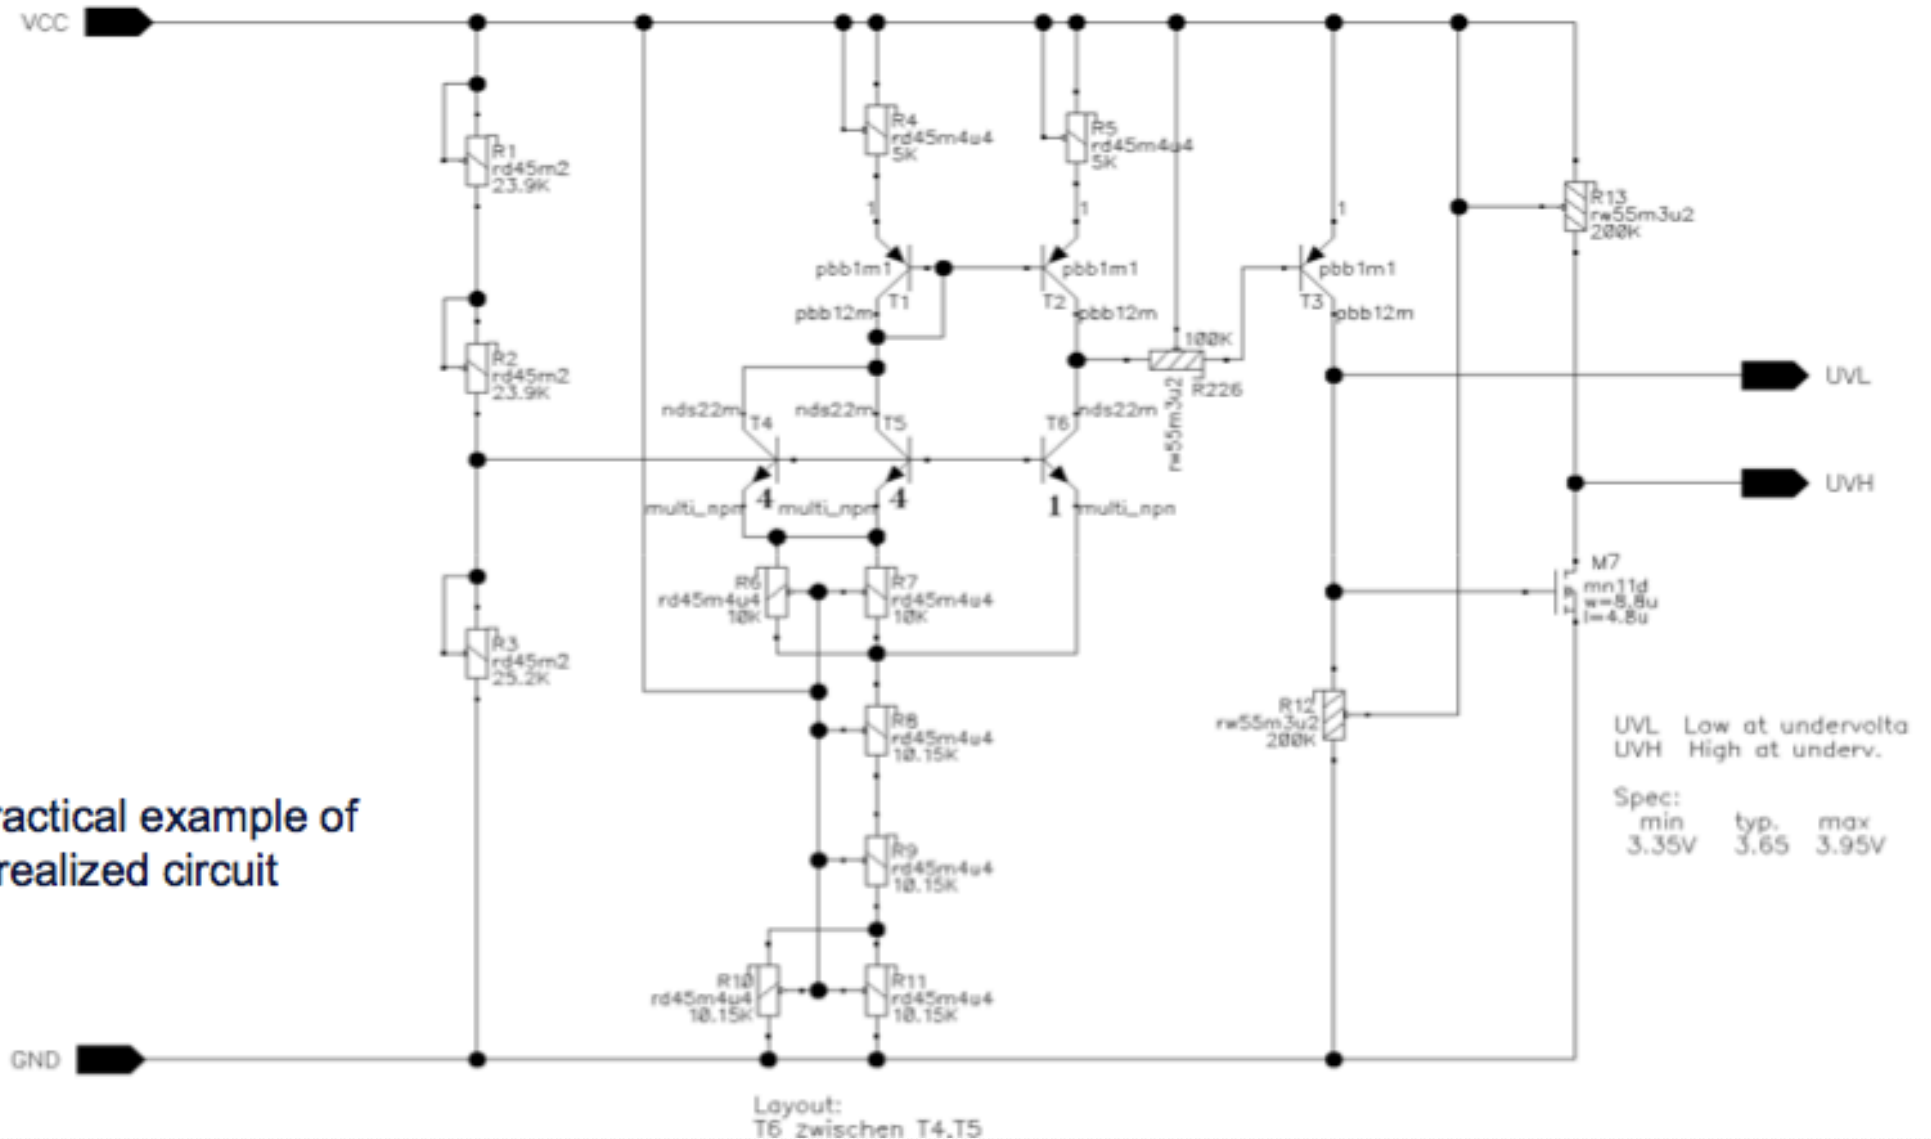 VCC
R1
rd45m2
23.9K
R2
rd45m2
23.9K
R3
rd45m2
25.2K
R4
rd45m4u4
5K
R5
rd45m4u4
5K
1
1
1
pbb1m1
T1
pbb12m
pbb1m1
T2
pbb12m
pbb1m1
T3
pbb12m
100K
R226
rw55m3u2
R13
rw55m3u2
200K
UVL
UVH
nds22m
T4
nds22m
T5
T6
nds22m
4
4
1
multi_npn
multi_npn
multi_npn
R6
rd45m4u4
10K
R7
rd45m4u4
10K
M7
mn11d
w=8.8u
l=4.8u
R8
rd45m4u4
10.15K
R9
rd45m4u4
10.15K
R10
rd45m4u4
10.15K
R11
rd45m4u4
10.15K
R12
rw55m3u2
200K
UVL Low at undervolta
UVH High at underv.
Spec:
min typ. max
3.35V 3.65 3.95V
ractical example of
realized circuit
GND
Layout:
T6 zwischen T4,T5